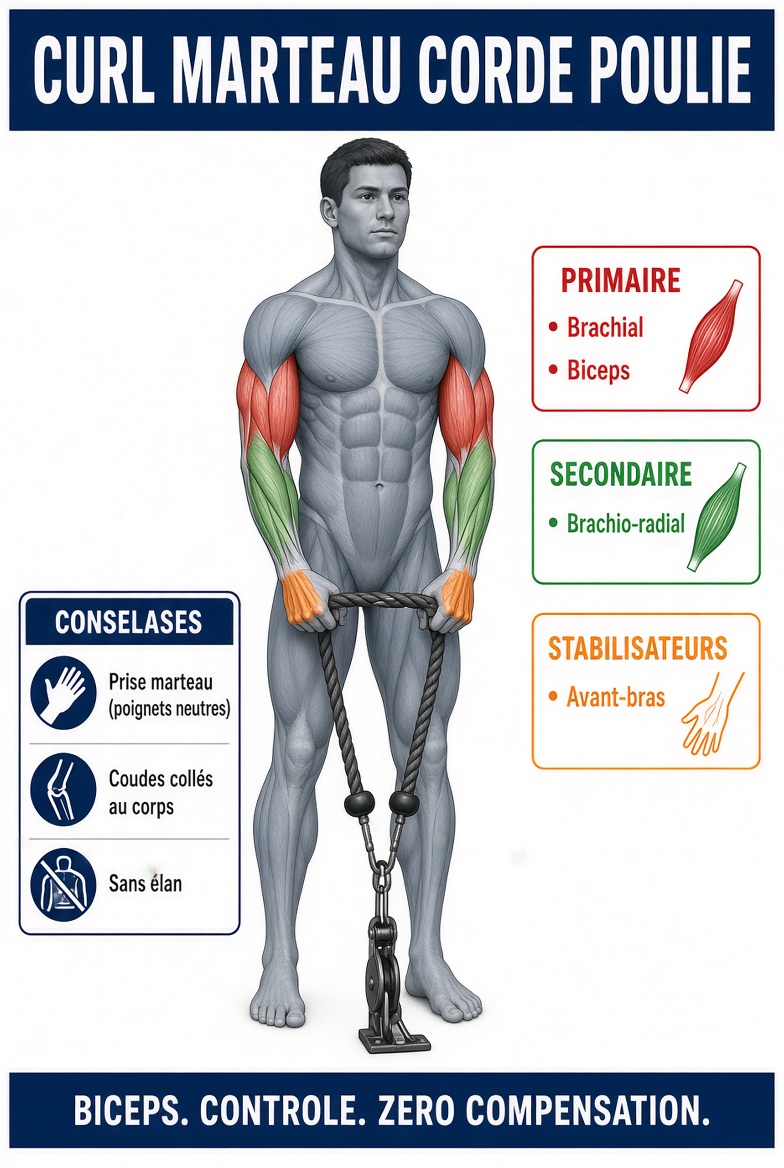 CURL MARTEAU CORDE POULIE
PRIMAIRE
• Brachial
• Biceps
SECONDAIRE
• Brachio-radial
STABILISATEURS
• Avant-bras
CONSELASES
Prise marteau
(poignets neutres)
Coudes collés
au corps
Sans élan
BICEPS. CONTROLE. ZERO COMPENSATION.